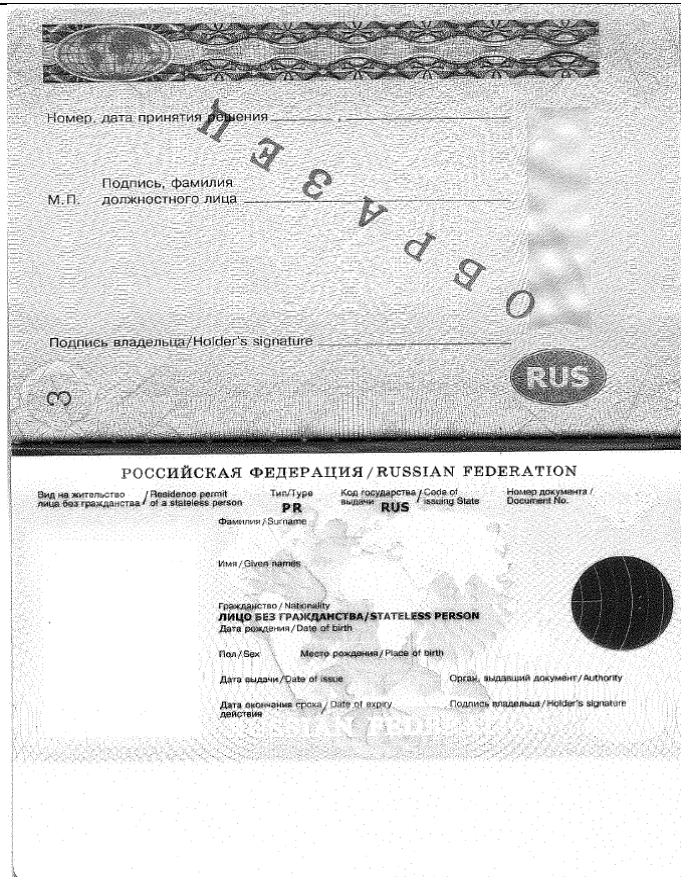 Номер, дата принятия решения ,
ОБРАЗЕЦ
Подпись, фамилия
М.П. должностного лица
Подпись владельца/Holder's signature
RUS
3
РОССИЙСКАЯ ФЕДЕРАЦИЯ/RUSSIAN FEDERATION
Вид на жительство / Residence permit Тип/Type Код государства / Code of Номер документа /
лица без гражданства / of a stateless person PR выдачи RUS issuing State Document No.
Фамилия/Surname
Имя/Given names
Гражданство/Nationality
ЛИЦО БЕЗ ГРАЖДАНСТВА/STATELESS PERSON
Дата рождения/Date of birth
Пол/Sex Место рождения/Place of birth
Дата выдачи/Date of issue Орган, выдавший документ/Authority
Дата окончания срока / Date of expiry Подпись владельца/Holder's signature
действия
RUSSIAN FEDERATION